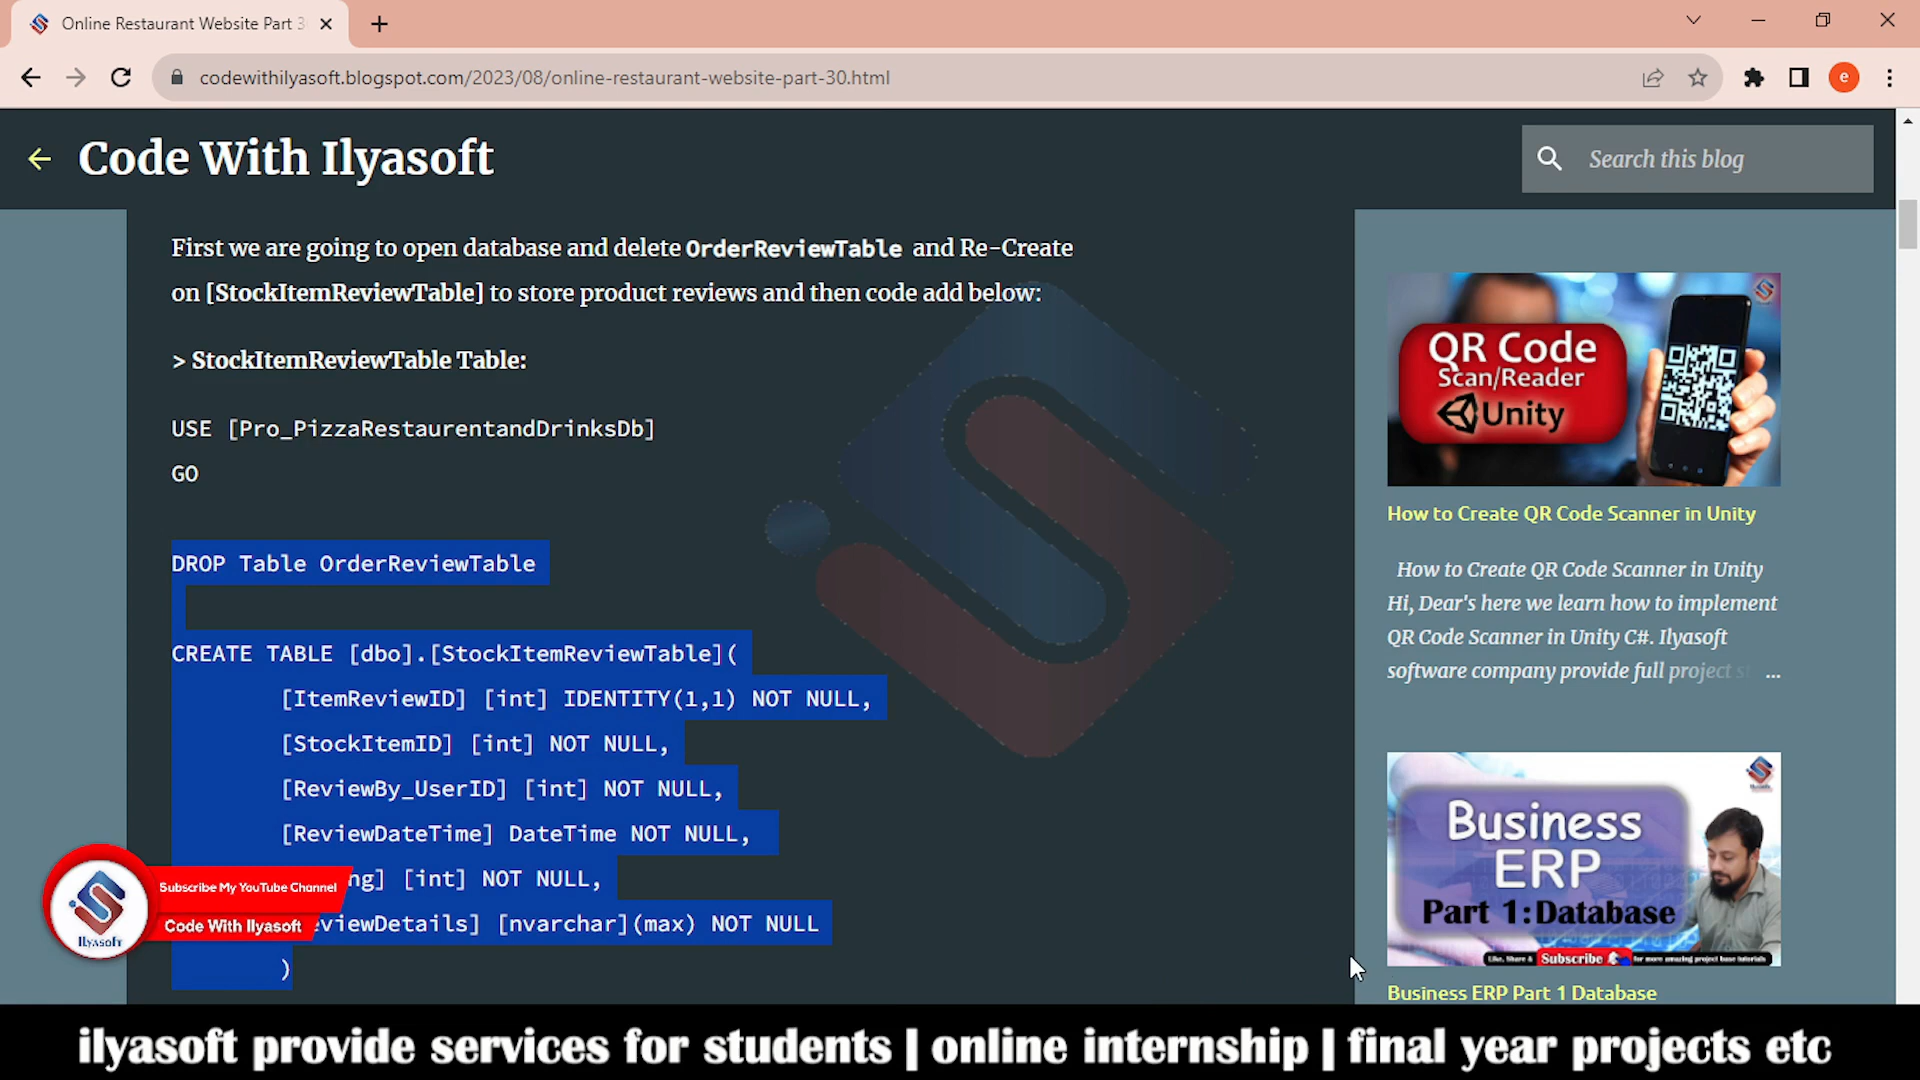 Online Restaurant Website Part 3
codewithilyasoft.blogspot.com/2023/08/online-restaurant-website-part-30.html
e
Code With Ilyasoft
Search this blog
First we are going to open database and delete OrderReviewTable and Re-Create
on [StockItemReviewTable] to store product reviews and then code add below:
> StockItemReviewTable Table:
USE [Pro_PizzaRestaurentandDrinksDb]
GO
DROP Table OrderReviewTable
CREATE TABLE [dbo].[StockItemReviewTable](
[ItemReviewID] [int] IDENTITY(1,1) NOT NULL,
[StockItemID] [int] NOT NULL,
[ReviewBy_UserID] [int] NOT NULL,
[ReviewDateTime] DateTime NOT NULL,
ng] [int] NOT NULL,
viewDetails] [nvarchar](max) NOT NULL
)
Subscribe My YouTube Channel
Code With Ilyasoft
Ilyasoft
QR Code
Scan/Reader
Unity
How to Create QR Code Scanner in Unity
How to Create QR Code Scanner in Unity
Hi, Dear's here we learn how to implement
QR Code Scanner in Unity C#. Ilyasoft
software company provide full project s ...
Business
ERP
Part 1:Database
Like, Share & Subscribe for more amazing project base tutorials
Business ERP Part 1 Database
ilyasoft provide services for students | online internship | final year projects etc